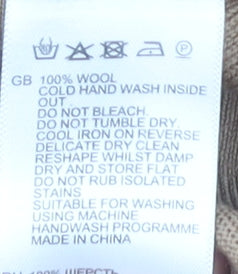 GB 100% WOOL
COLD HAND WASH INSIDE
OUT
DO NOT BLEACH.
DO NOT TUMBLE DRY.
COOL IRON ON REVERSE
DELICATE DRY CLEAN
RESHAPE WHILST DAMP
DRY AND STORE FLAT
DO NOT RUB ISOLATED
STAINS
SUITABLE FOR WASHING
USING MACHINE
HANDWASH PROGRAMME
MADE IN CHINA
100% ШЕРСТЬ